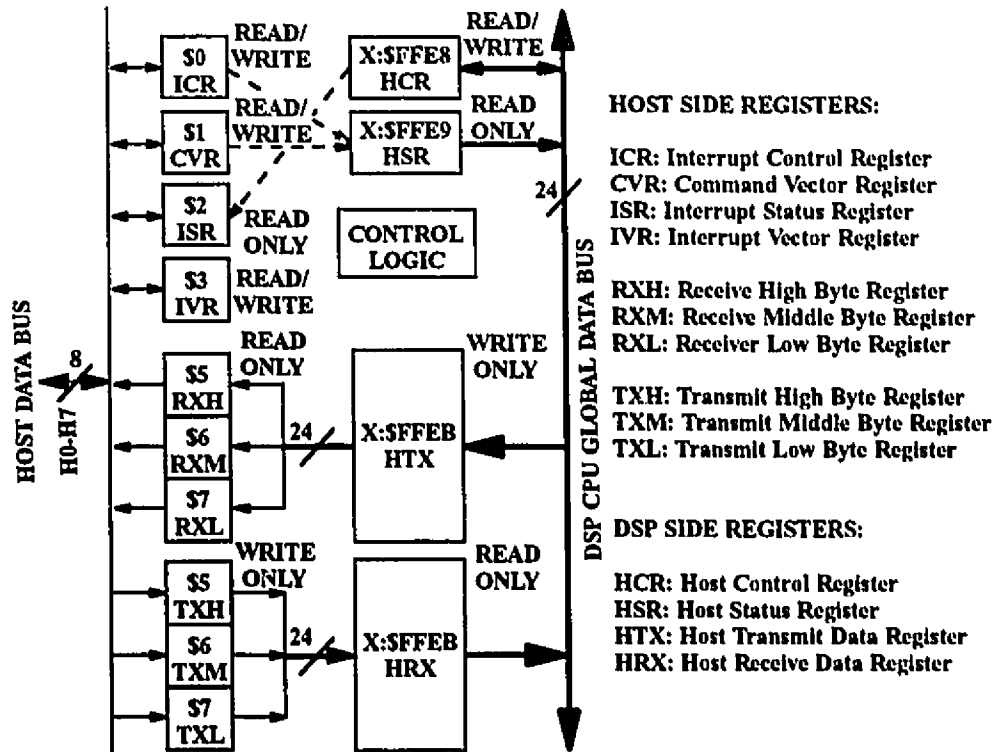 READ/
WRITE
$0
ICR
READ/
WRITE
$1
CVR
$2
ISR
READ
ONLY
$3
IVR
READ/
WRITE
READ
ONLY
$5
RXH
$6
RXM
$7
RXL
WRITE
ONLY
$5
TXH
$6
TXM
$7
TXL
HOST DATA BUS
H0-H7
8
READ/
WRITE
X:$FFE8
HCR
X:$FFE9
HSR
READ
ONLY
CONTROL
LOGIC
24
WRITE
ONLY
X:$FFEB
HTX
24
READ
ONLY
X:$FFEB
HRX
24
DSP CPU GLOBAL DATA BUS
HOST SIDE REGISTERS:
ICR: Interrupt Control Register
CVR: Command Vector Register
ISR: Interrupt Status Register
IVR: Interrupt Vector Register
RXH: Receive High Byte Register
RXM: Receive Middle Byte Register
RXL: Receiver Low Byte Register
TXH: Transmit High Byte Register
TXM: Transmit Middle Byte Register
TXL: Transmit Low Byte Register
DSP SIDE REGISTERS:
HCR: Host Control Register
HSR: Host Status Register
HTX: Host Transmit Data Register
HRX: Host Receive Data Register